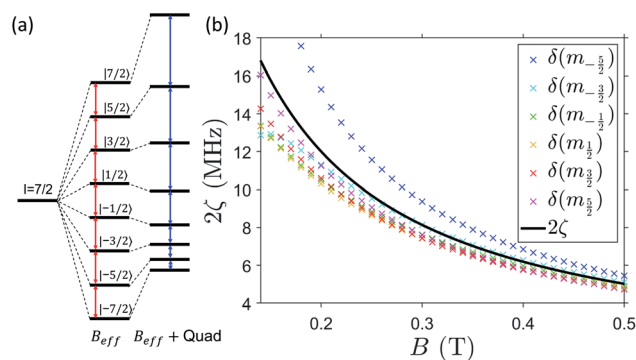 (a)
|7/2⟩
|5/2⟩
|3/2⟩
|1/2⟩
I=7/2
|−1/2⟩
|−3/2⟩
|−5/2⟩
|−7/2⟩
B_eff B_eff + Quad
(b)
2ζ (MHz)
18
16
14
12
10
8
6
4
0.2 0.3 0.4 0.5
B (T)
δ(m_{-5/2})
δ(m_{-3/2})
δ(m_{-1/2})
δ(m_{1/2})
δ(m_{3/2})
δ(m_{5/2})
2ζ